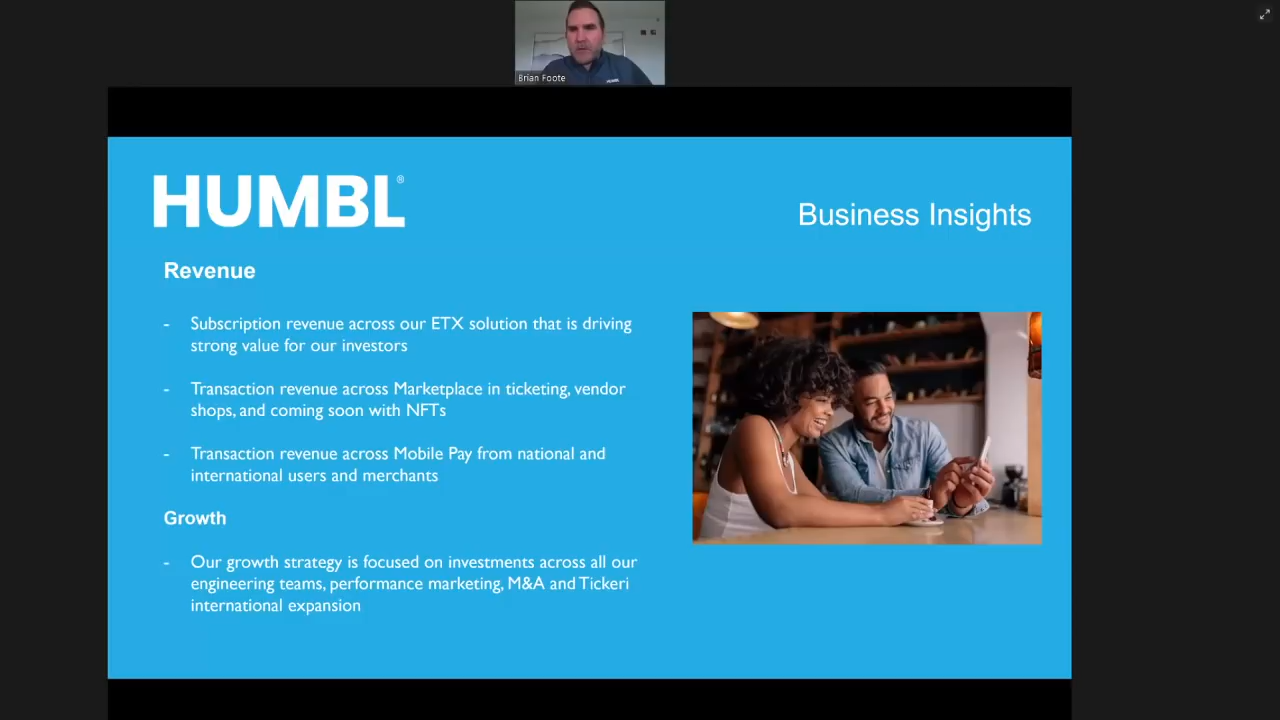 Brian Foote
HUMBL®
Business Insights
Revenue
- Subscription revenue across our ETX solution that is driving
strong value for our investors
- Transaction revenue across Marketplace in ticketing, vendor
shops, and coming soon with NFTs
- Transaction revenue across Mobile Pay from national and
international users and merchants
Growth
- Our growth strategy is focused on investments across all our
engineering teams, performance marketing, M&A and Tickeri
international expansion